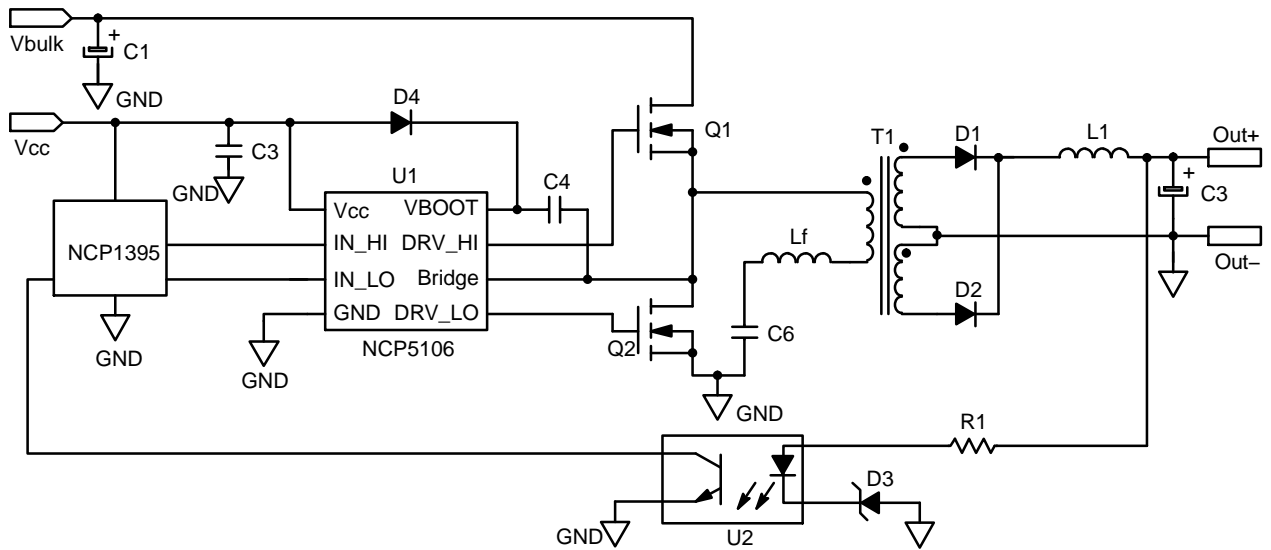 Vbulk
+
C1
GND
Vcc
D4
C3
GND
U1
Vcc
VBOOT
IN_HI
DRV_HI
IN_LO
Bridge
GND
DRV_LO
NCP5106
NCP1395
GND
GND
C4
Q1
Q2
Lf
C6
GND
T1
D1
D2
L1
Out+
+
C3
Out–
R1
D3
GND
U2